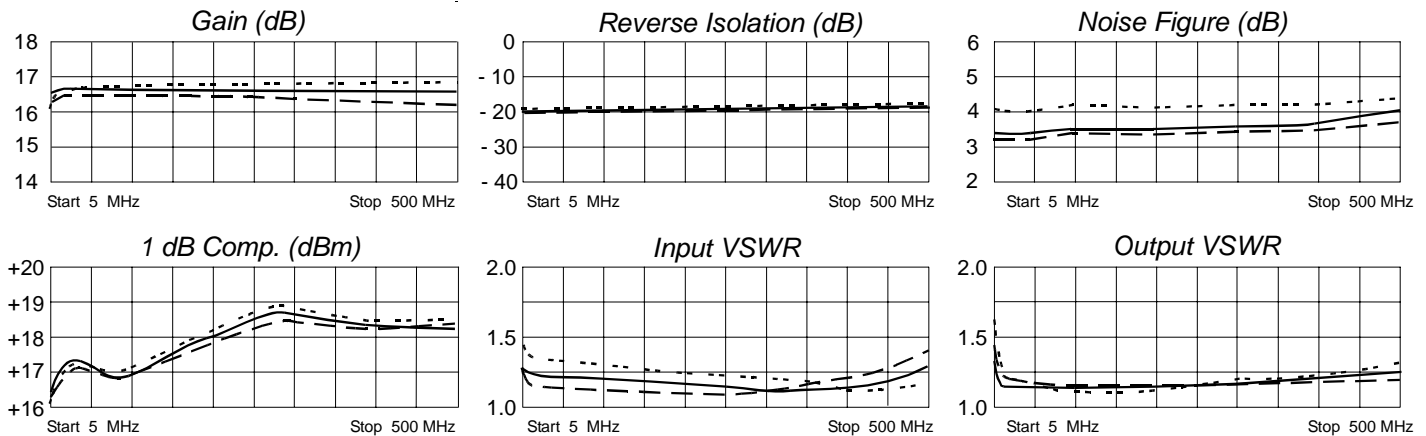 Gain (dB)
18
17
16
15
14
Start 5 MHz
Stop 500 MHz
Reverse Isolation (dB)
0
- 10
- 20
- 30
- 40
Start 5 MHz
Stop 500 MHz
Noise Figure (dB)
6
5
4
3
2
Start 5 MHz
Stop 500 MHz
1 dB Comp. (dBm)
+20
+19
+18
+17
+16
Start 5 MHz
Stop 500 MHz
Input VSWR
2.0
1.5
1.0
Start 5 MHz
Stop 500 MHz
Output VSWR
2.0
1.5
1.0
Start 5 MHz
Stop 500 MHz